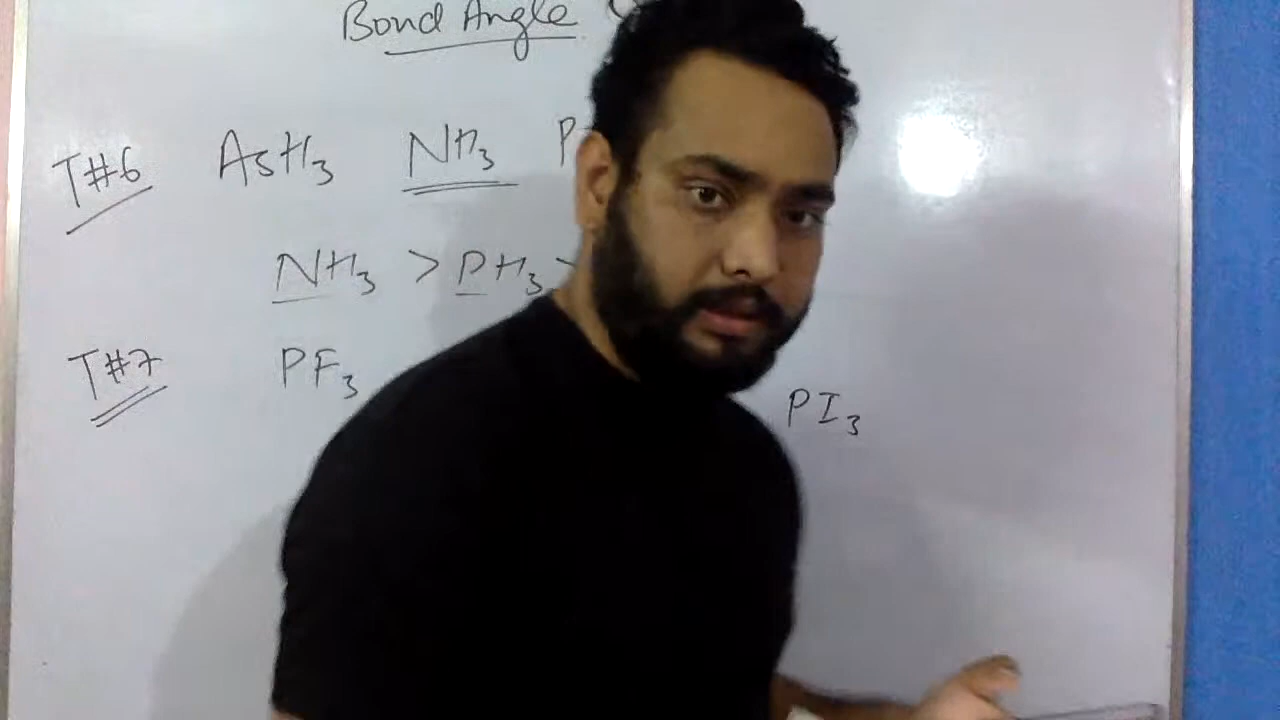 Bond Angle
T#6 AsH₃ NH₃ P
NH₃ > PH₃ >
T#7 PF₃ PI₃